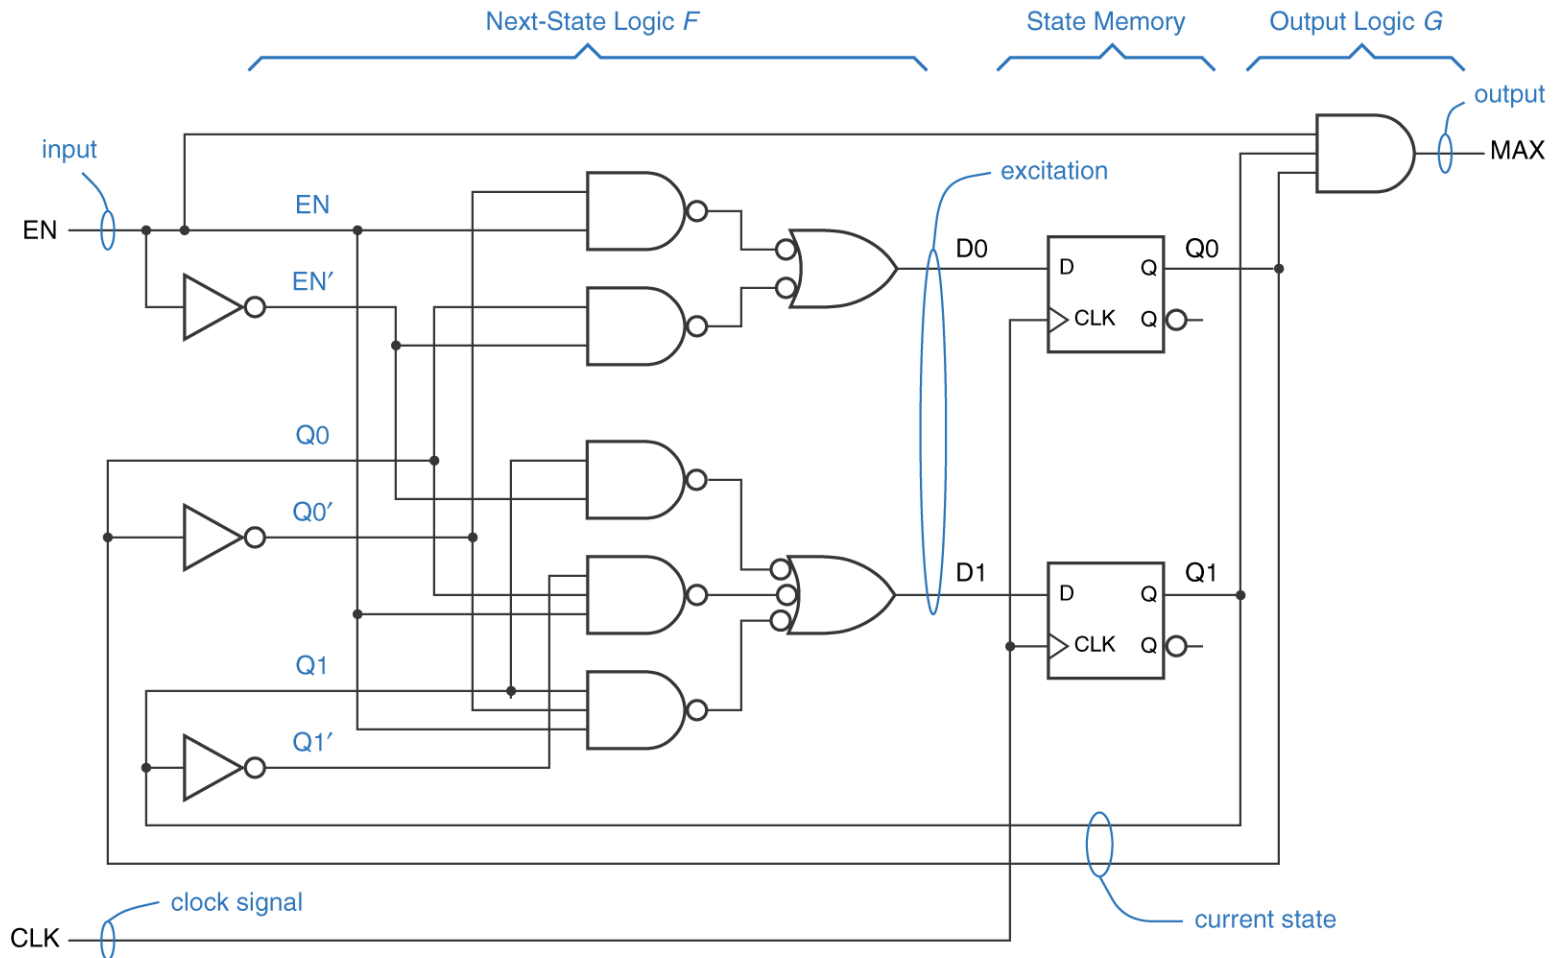 Next-State Logic F
State Memory
Output Logic G
output
input
MAX
excitation
EN
EN
D0
Q0
D
Q
EN′
CLK
Q
Q0
Q0′
D1
Q1
D
Q
CLK
Q
Q1
Q1′
clock signal
current state
CLK